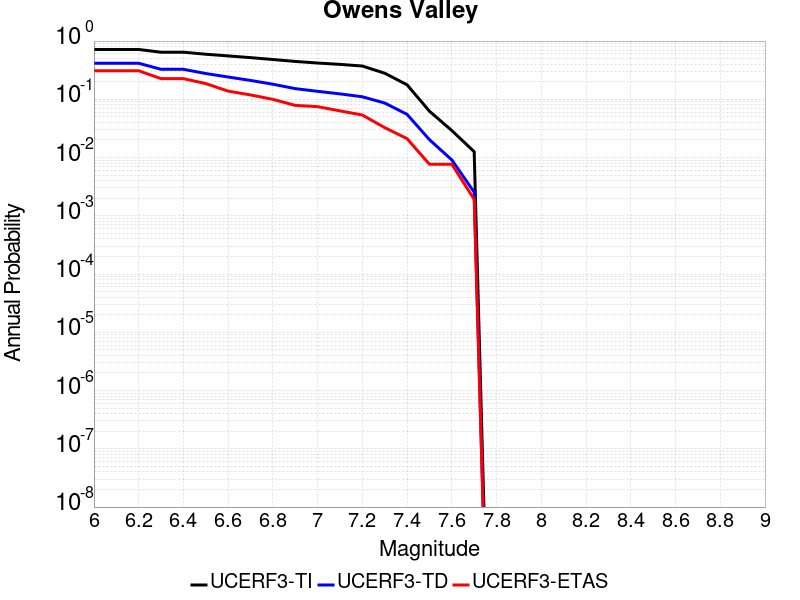 Owens Valley
Annual Probability
10^0
10^-1
10^-2
10^-3
10^-4
10^-5
10^-6
10^-7
10^-8
6 6.2 6.4 6.6 6.8 7 7.2 7.4 7.6 7.8 8 8.2 8.4 8.6 8.8 9
Magnitude
UCERF3-TI UCERF3-TD UCERF3-ETAS